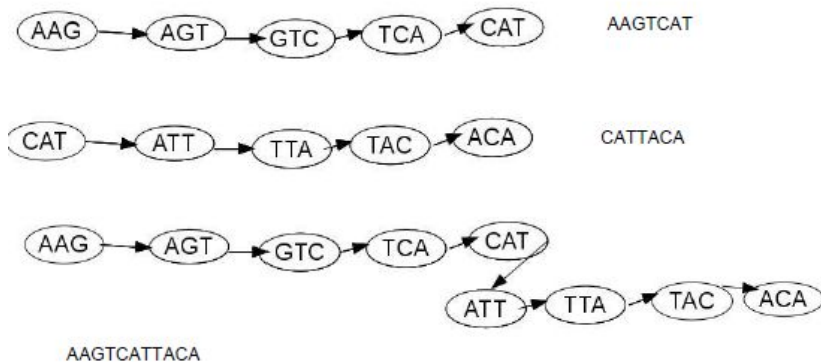 AAG AGT GTC TCA CAT AAGTCAT
CAT ATT TTA TAC ACA CATTACA
AAG AGT GTC TCA CAT
ATT TTA TAC ACA
AAGTCATTACA